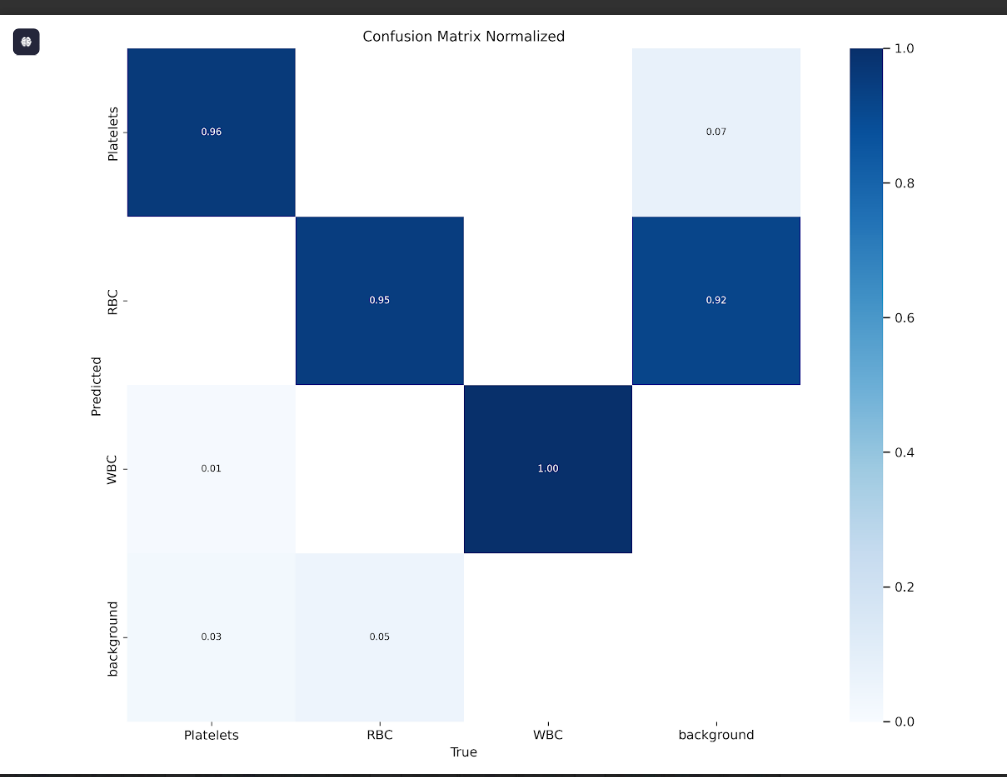 Confusion Matrix Normalized
Platelets
0.96
0.07
1.0
0.8
RBC
0.95
0.92
0.6
Predicted
WBC
0.01
1.00
0.4
0.2
background
0.03
0.05
0.0
Platelets
RBC
WBC
background
True